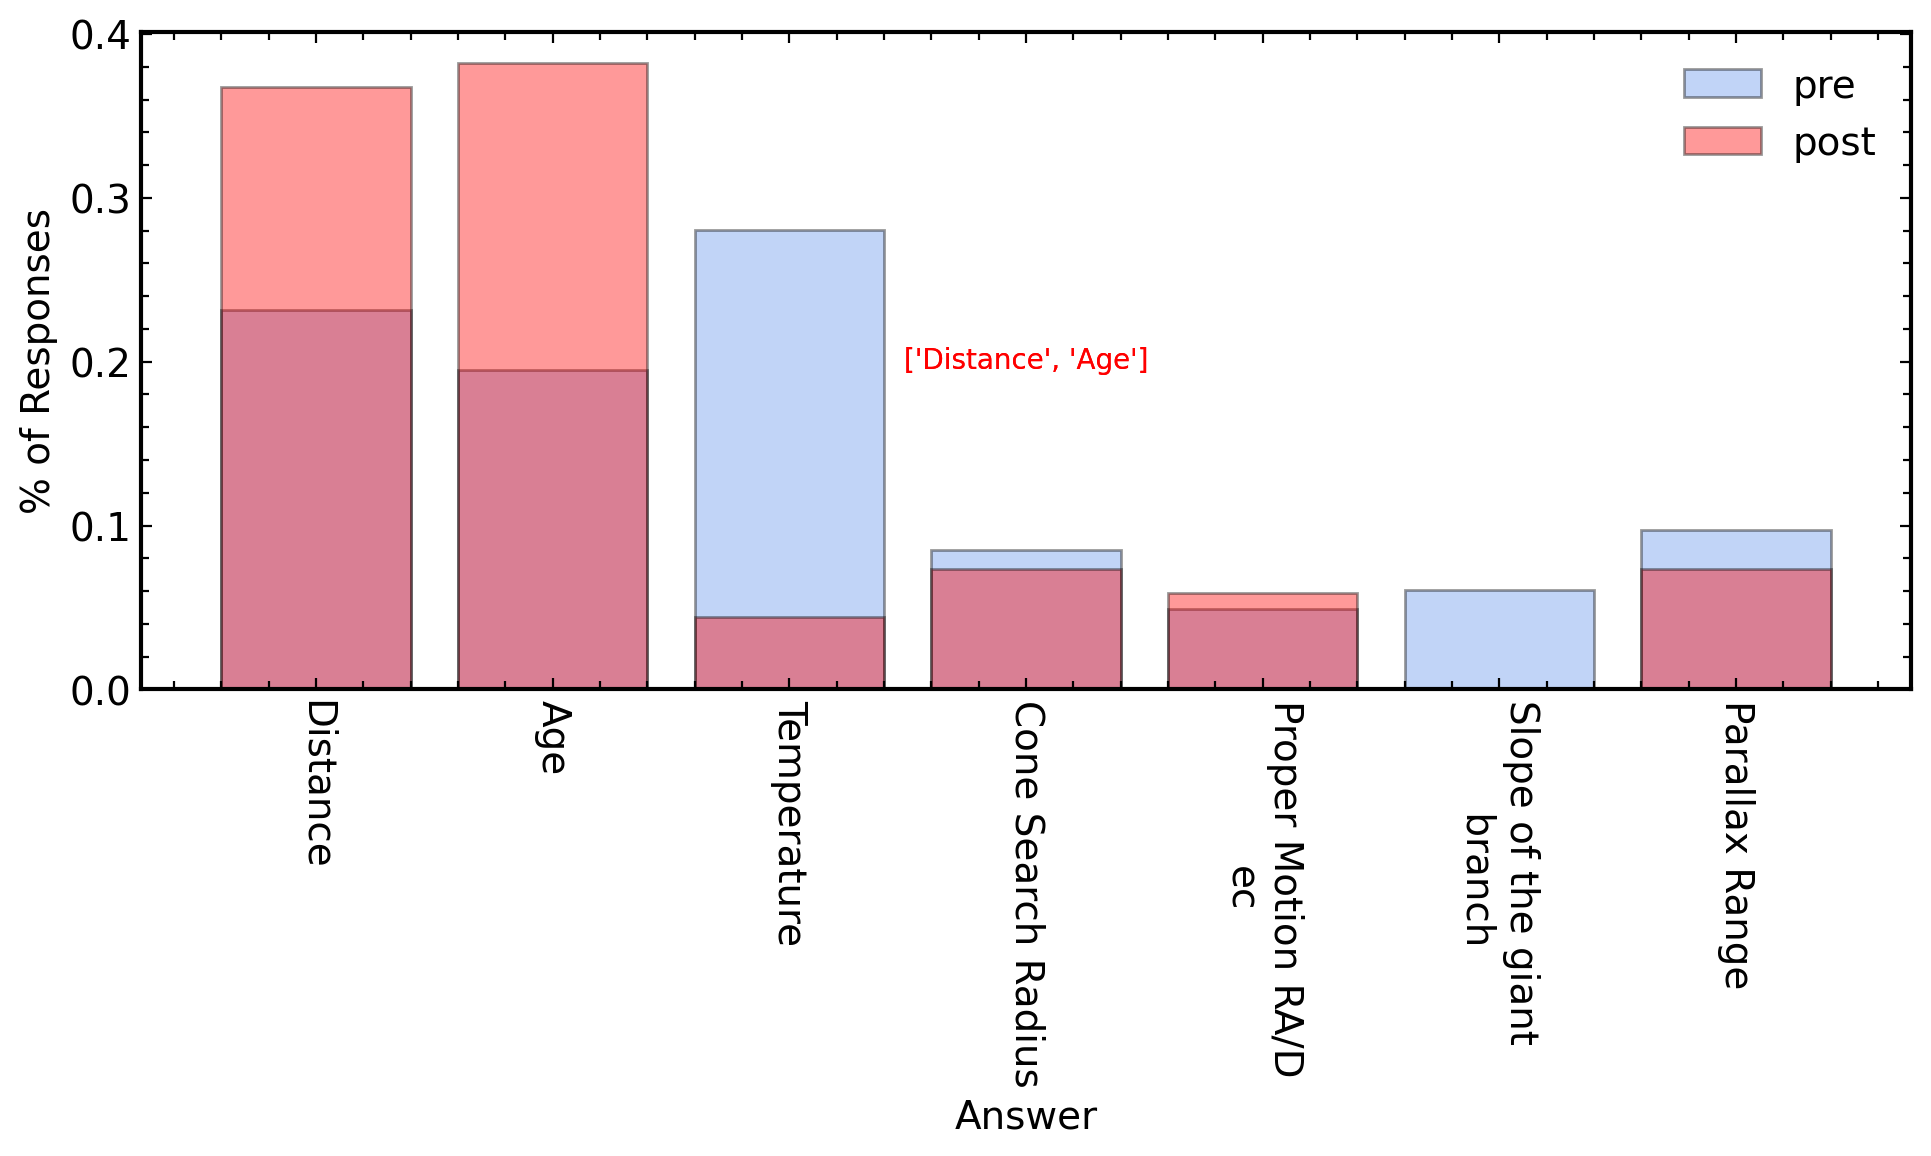 % of Responses
0.4
0.3
0.2
0.1
0.0
pre
post
['Distance', 'Age']
Distance
Age
Temperature
Cone Search Radius
Proper Motion RA/D
ec
Slope of the giant
branch
Parallax Range
Answer